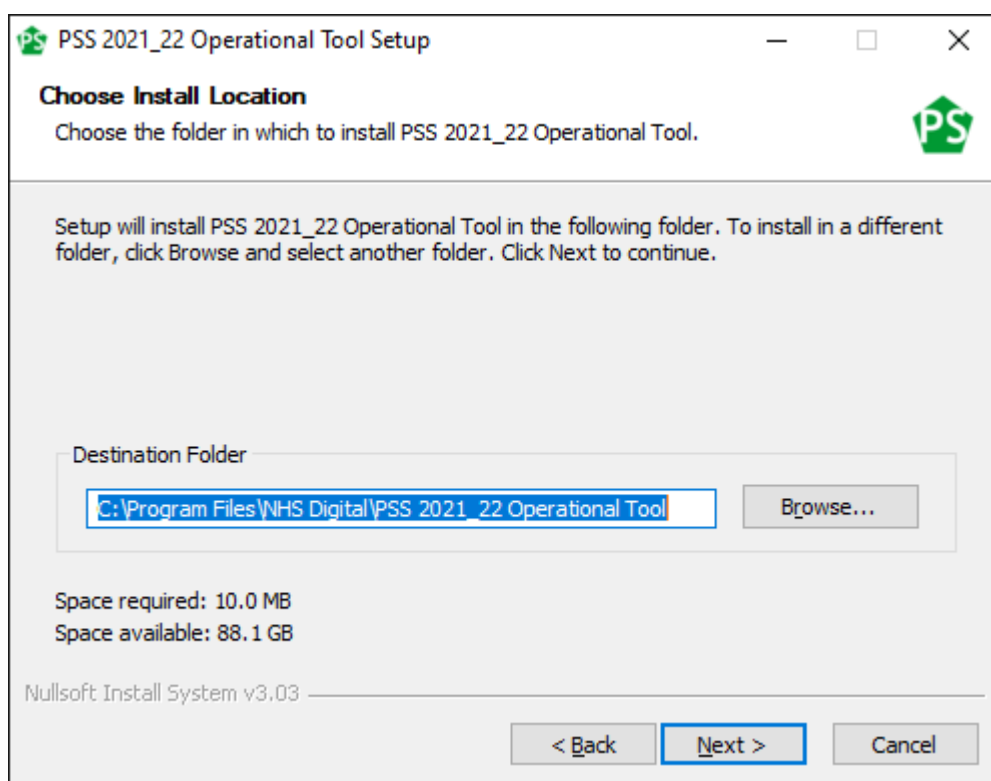 PS PSS 2021_22 Operational Tool Setup
Choose Install Location
Choose the folder in which to install PSS 2021_22 Operational Tool.
PS
Setup will install PSS 2021_22 Operational Tool in the following folder. To install in a different
folder, click Browse and select another folder. Click Next to continue.
Destination Folder
C:\Program Files\NHS Digital\PSS 2021_22 Operational Tool
Browse...
Space required: 10.0 MB
Space available: 88.1 GB
Nullsoft Install System v3.03
< Back
Next >
Cancel